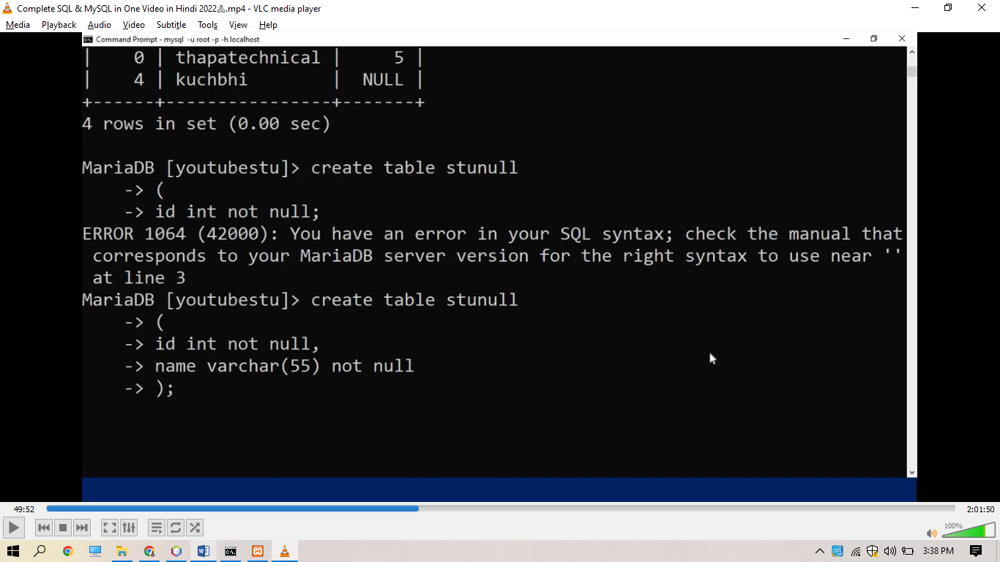 Complete SQL & MySQL in One Video in Hindi 2022🙏.mp4 - VLC media player
Media Playback Audio Video Subtitle Tools View Help
Command Prompt - mysql -u root -p -h localhost
|    0 | thapatechnical |     5 |
|    4 | kuchbhi        |  NULL |
+------+----------------+-------+
4 rows in set (0.00 sec)
MariaDB [youtubestu]> create table stunull
    -> (
    -> id int not null;
ERROR 1064 (42000): You have an error in your SQL syntax; check the manual that
 corresponds to your MariaDB server version for the right syntax to use near ''
 at line 3
MariaDB [youtubestu]> create table stunull
    -> (
    -> id int not null,
    -> name varchar(55) not null
    -> );
49:52 2:01:50
100%
3:38 PM